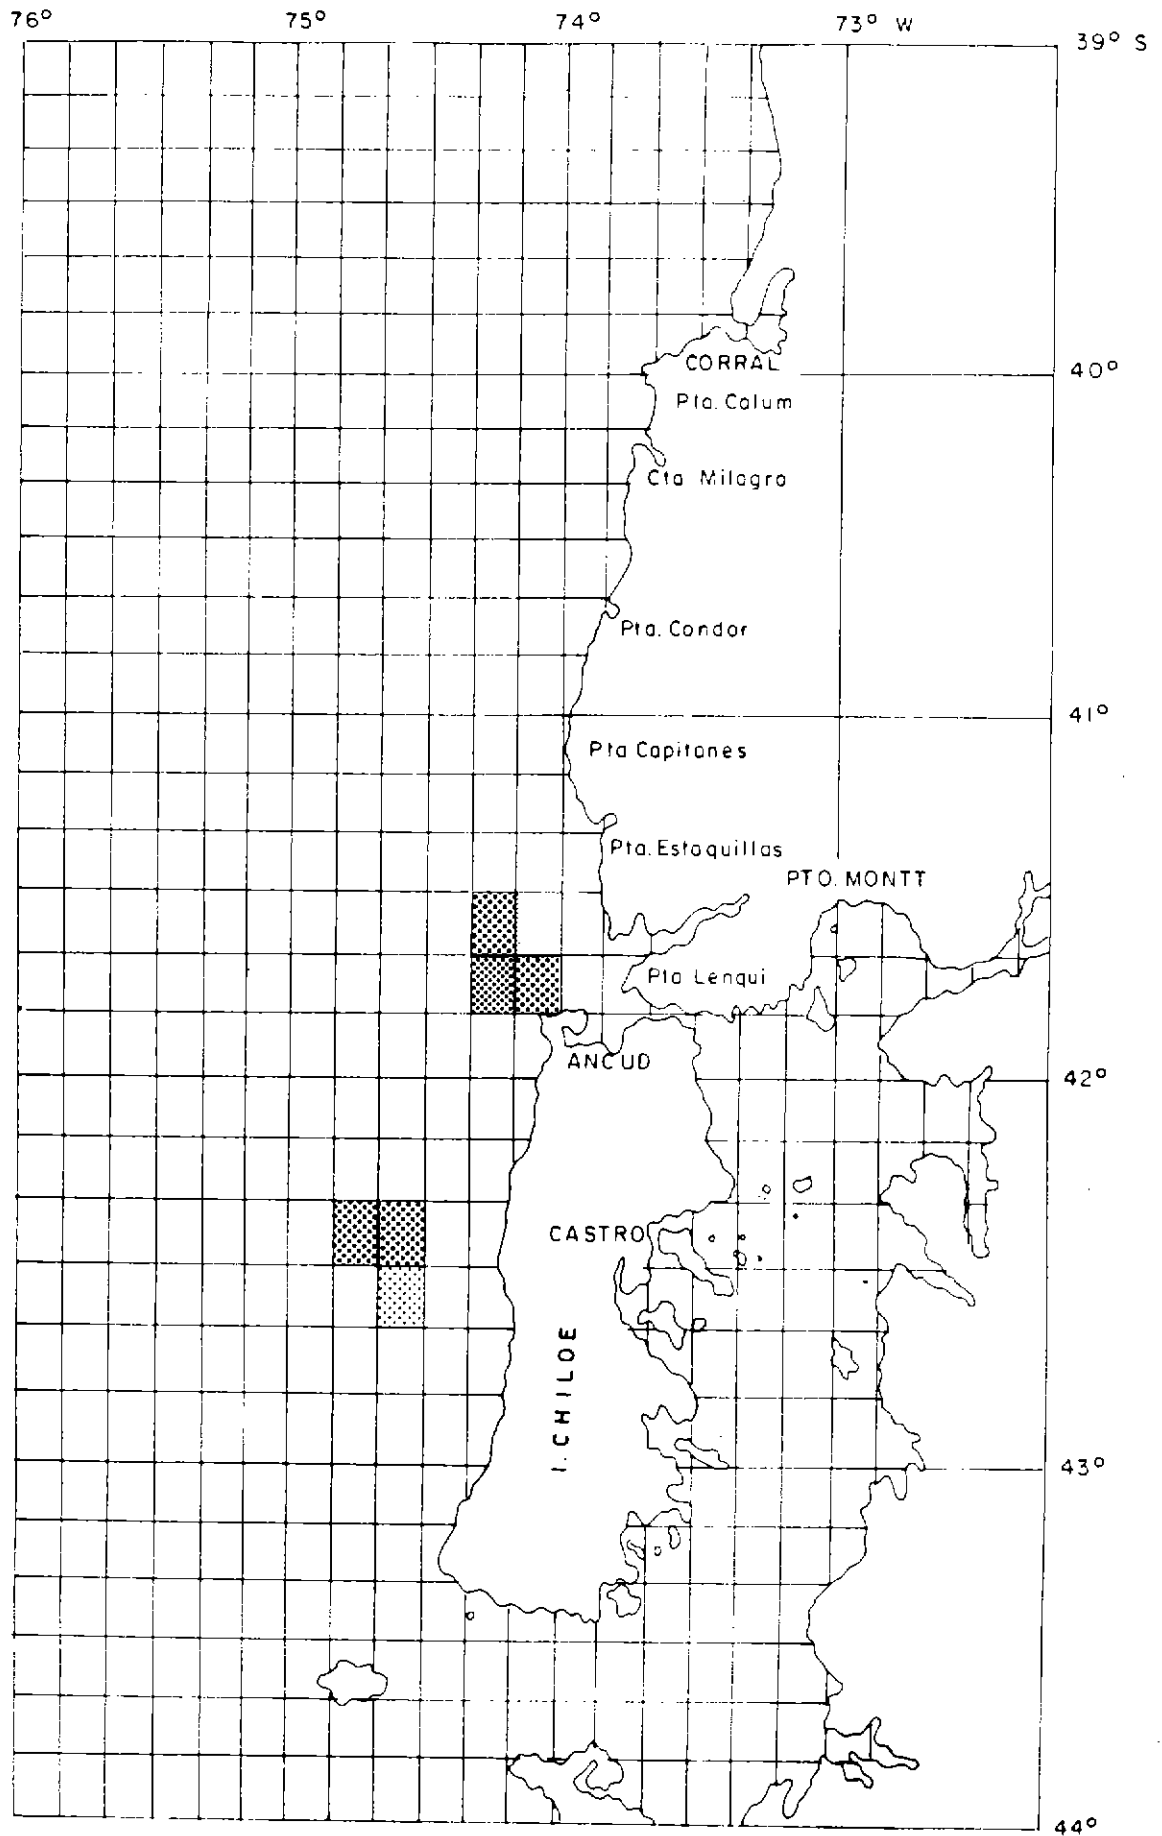 76° 75° 74° 73° W
39° S
CORRAL
40°
Pta. Calum
Cta Milagro
Pta. Condor
41°
Pta Capitanes
Pta. Estaquillas
PTO. MONTT
Pta Lenqui
ANCUD
42°
CASTRO
I. CHILOE
43°
44°